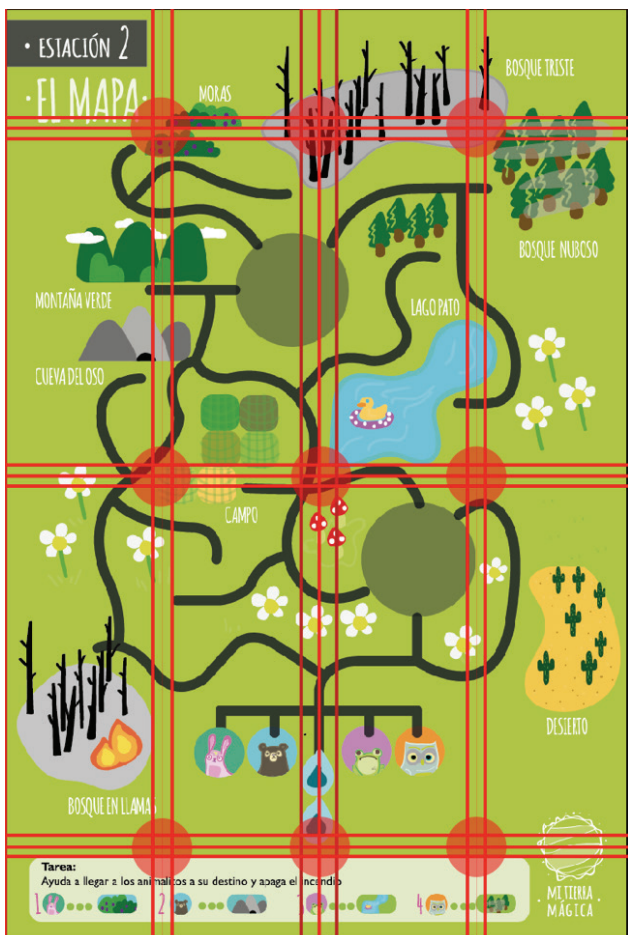 · ESTACIÓN 2
·EL MAPA·
MORAS
BOSQUE TRISTE
BOSQUE NUBOSO
MONTAÑA VERDE
LAGO PATO
CUEVA DEL OSO
CAMPO
DESIERTO
BOSQUE EN LLAMAS
Tarea:
Ayuda a llegar a los animalitos a su destino y apaga el incendio
1 2 3 4
· MI TIERRA ·
MÁGICA